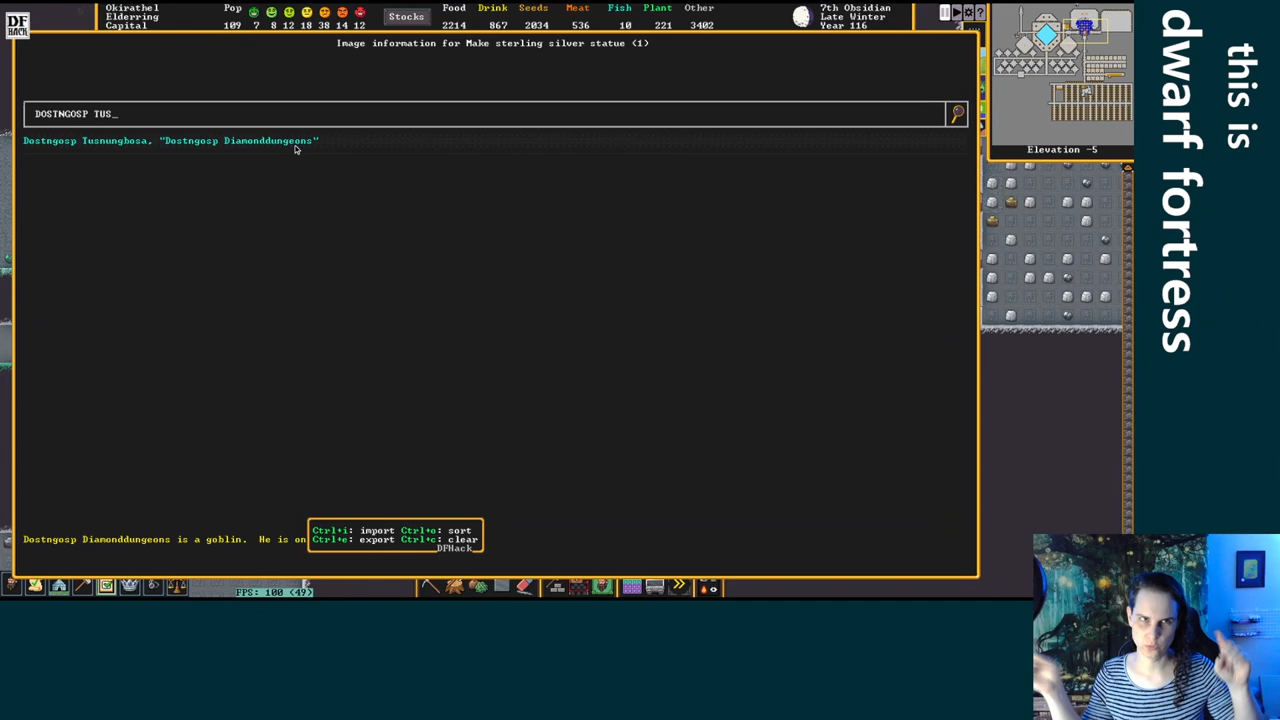 DF
HACK
Okirathel
Elderring
Capital
Pop
109 7 8 12 18 38 14 12
Stocks
Food Drink Seeds Meat Fish Plant Other
2214 867 2034 536 10 221 3402
7th Obsidian
Late Winter
Year 116
Image information for Make sterling silver statue (1)
DOSTNGOSP TUS_
Dostngosp Tusnungbosa, "Dostngosp Diamonddungeons"
Elevation -5
this is
dwarf fortress
Dostngosp Diamonddungeons is a goblin. He is on
Ctrl+i: import Ctrl+o: sort
Ctrl+e: export Ctrl+c: clear
DFHack
FPS: 100 (49)